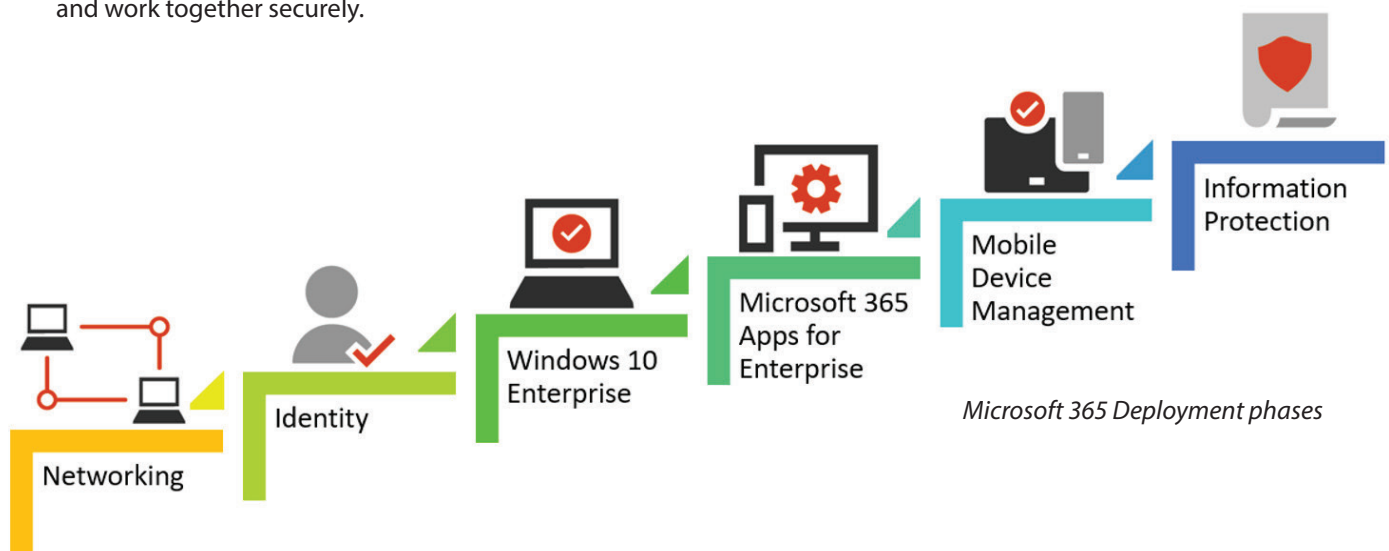 and work together securely.
Networking
Identity
Windows 10
Enterprise
Microsoft 365
Apps for
Enterprise
Mobile
Device
Management
Information
Protection
Microsoft 365 Deployment phases